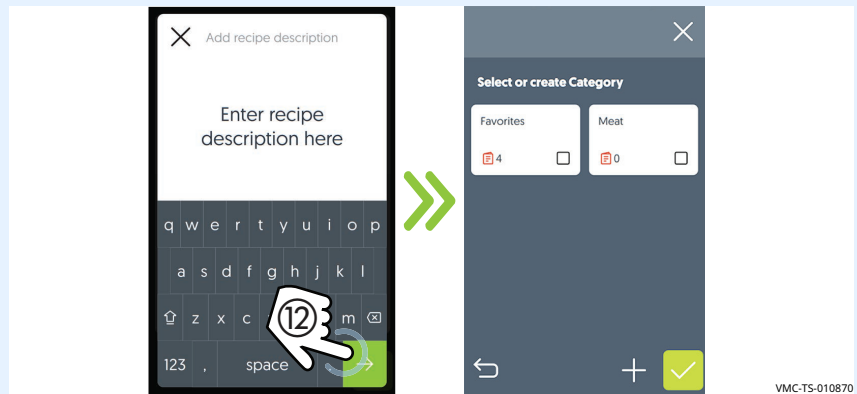 Add recipe description
Enter recipe
description here
q w e r t y u i o p
a s d f g h j k l
z x c m
123 , space .
12
Select or create Category
Favorites
4
Meat
0
VMC-TS-010870